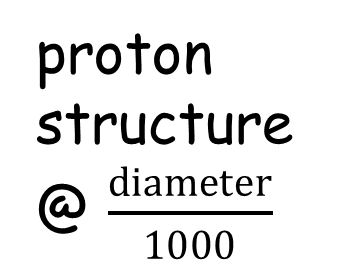 proton
structure
@ diameter
1000